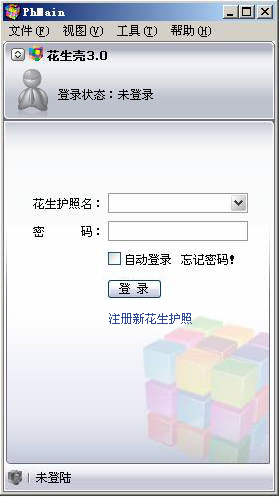 PhMain
文件(F) 视图(V) 工具(T) 帮助(H)
花生壳3.0
登录状态：未登录
花生护照名：
密 码：
自动登录 忘记密码!
登 录
注册新花生护照
未登陆